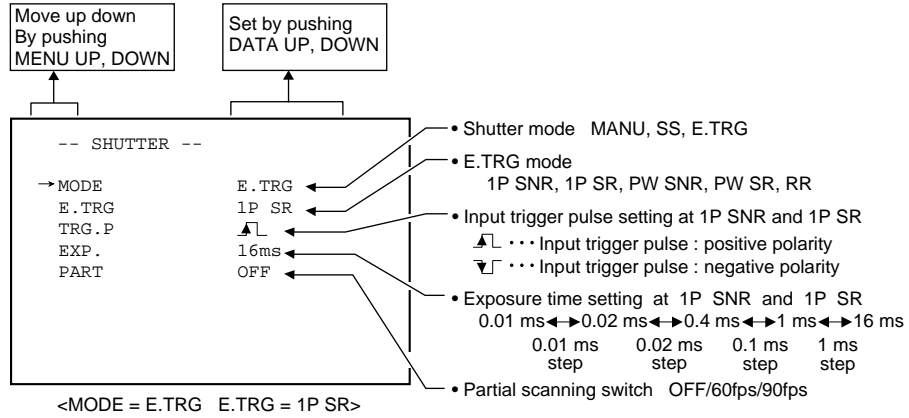 Move up down
By pushing
MENU UP, DOWN
Set by pushing
DATA UP, DOWN
-- SHUTTER --
→MODE E.TRG
E.TRG 1P SR
TRG.P
EXP. 16ms
PART OFF
<MODE = E.TRG E.TRG = 1P SR>
• Shutter mode MANU, SS, E.TRG
• E.TRG mode
1P SNR, 1P SR, PW SNR, PW SR, RR
• Input trigger pulse setting at 1P SNR and 1P SR
··· Input trigger pulse : positive polarity
··· Input trigger pulse : negative polarity
• Exposure time setting at 1P SNR and 1P SR
0.01 ms↔0.02 ms↔0.4 ms↔1 ms↔16 ms
0.01 ms 0.02 ms 0.1 ms 1 ms
step step step step
• Partial scanning switch OFF/60fps/90fps